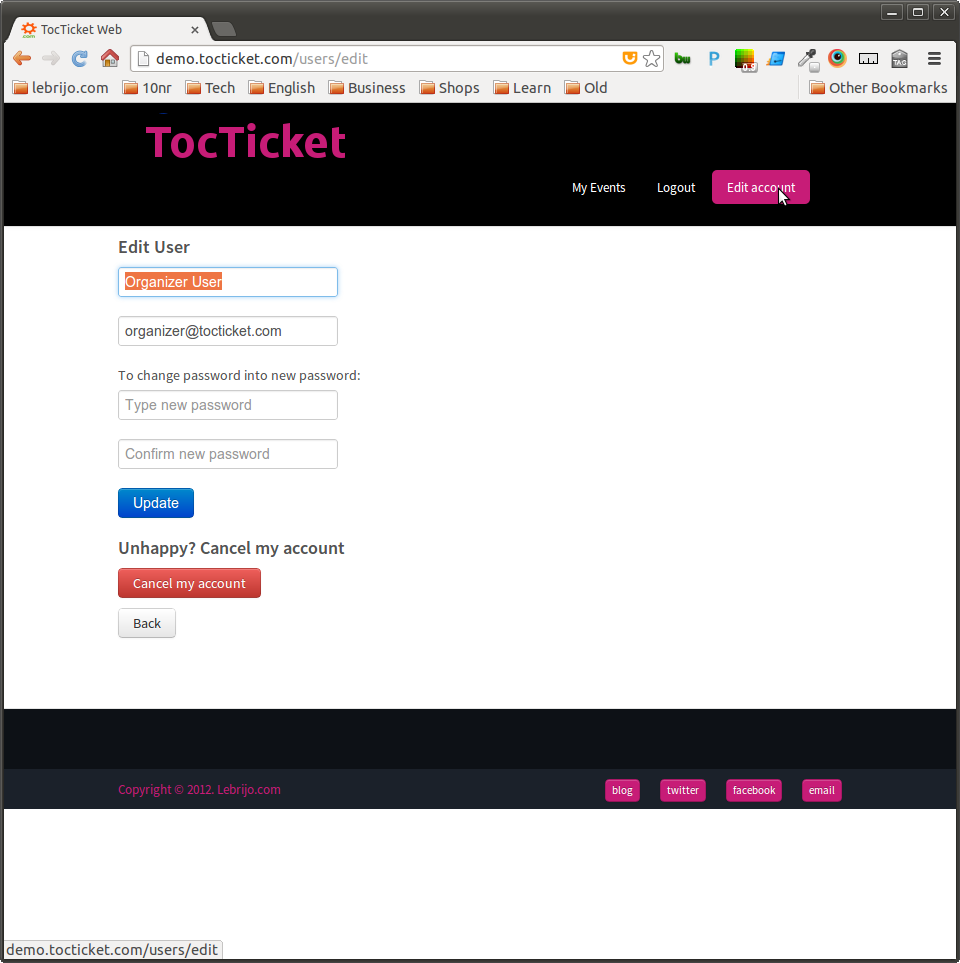 TocTicket Web
demo.tocticket.com/users/edit
lebrijo.com 10nr Tech English Business Shops Learn Old Other Bookmarks
TocTicket
My Events Logout Edit account
Edit User
Organizer User
organizer@tocticket.com
To change password into new password:
Type new password
Confirm new password
Update
Unhappy? Cancel my account
Cancel my account
Back
Copyright © 2012. Lebrijo.com blog twitter facebook email
demo.tocticket.com/users/edit